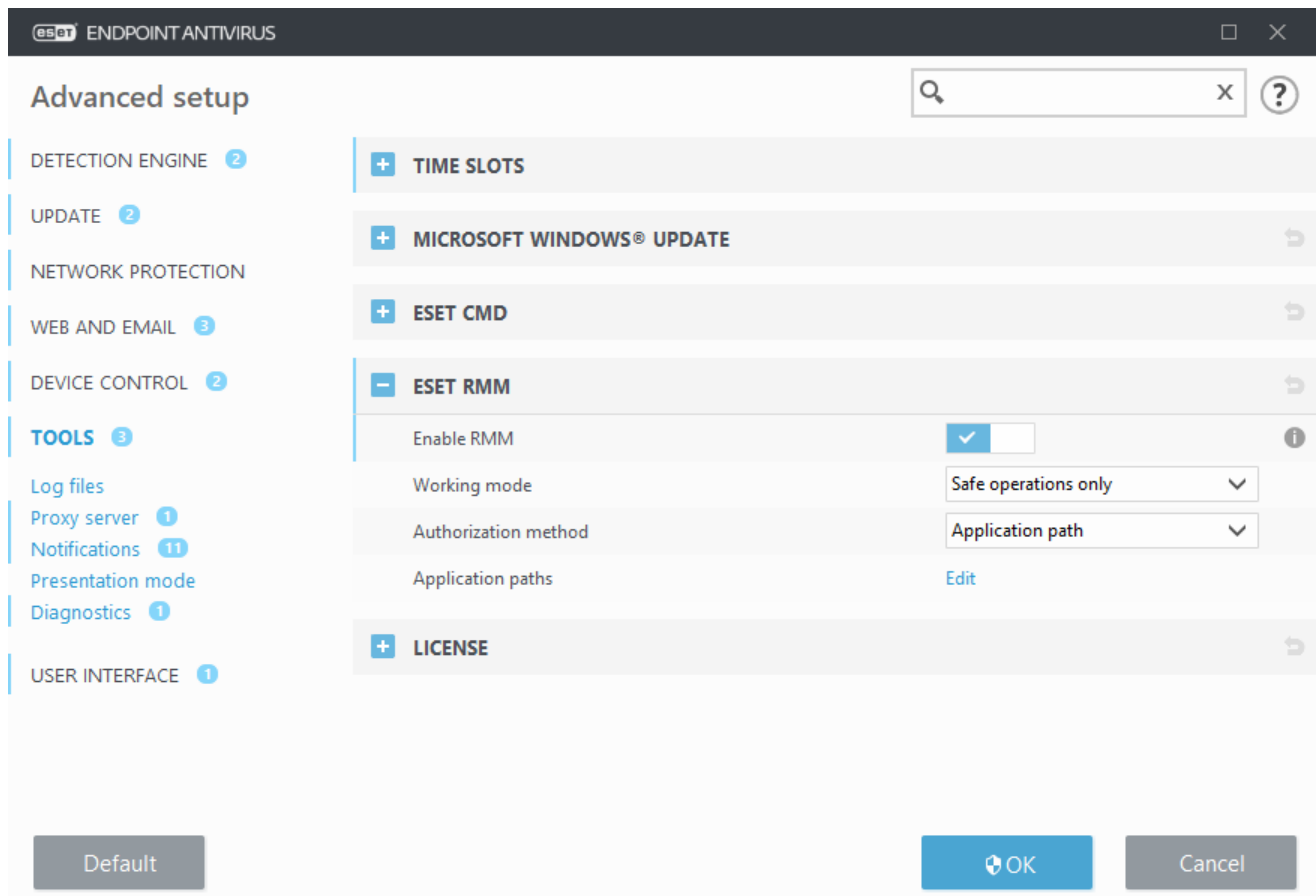 eset ENDPOINT ANTIVIRUS
Advanced setup
x
?
DETECTION ENGINE 2
UPDATE 2
NETWORK PROTECTION
WEB AND EMAIL 3
DEVICE CONTROL 2
TOOLS 3
Log files
Proxy server 1
Notifications 11
Presentation mode
Diagnostics 1
USER INTERFACE 1
TIME SLOTS
MICROSOFT WINDOWS® UPDATE
ESET CMD
ESET RMM
Enable RMM
Working mode Safe operations only
Authorization method Application path
Application paths Edit
LICENSE
Default
OK
Cancel